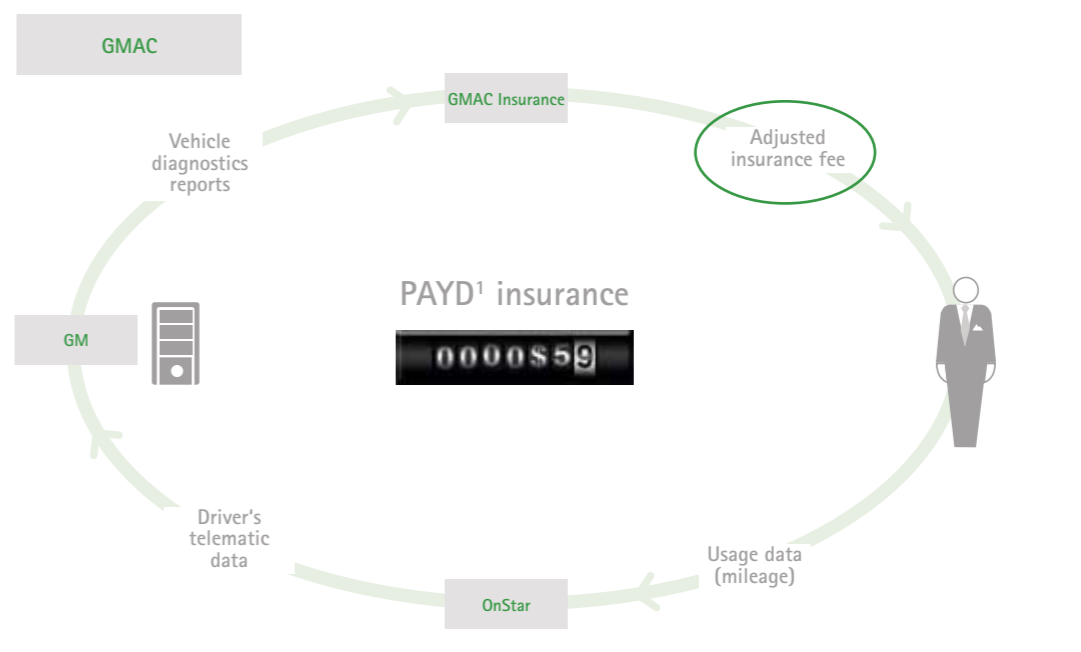 GMAC
GMAC Insurance
Adjusted
insurance fee
Vehicle
diagnostics
reports
PAYD¹ insurance
0000$59
GM
Driver's
telematic
data
Usage data
(mileage)
OnStar